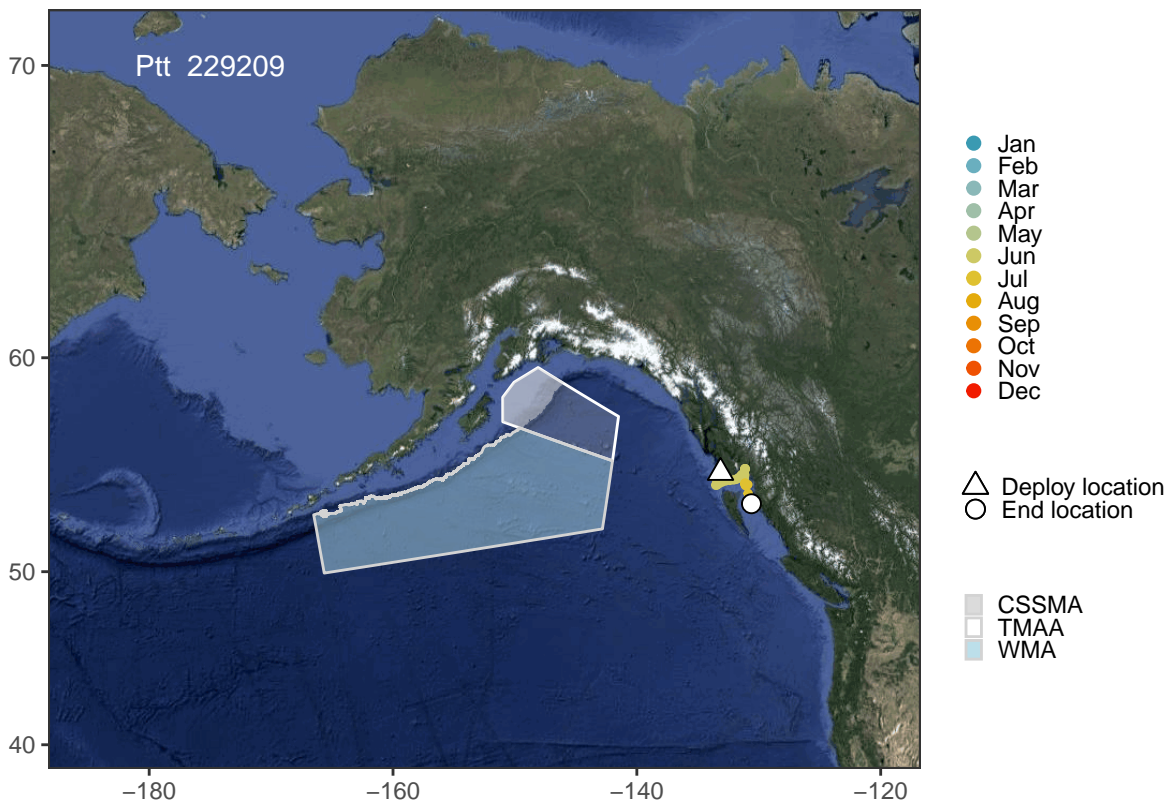 Ptt 229209
70
60
50
40
−180
−160
−140
−120
Jan
Feb
Mar
Apr
May
Jun
Jul
Aug
Sep
Oct
Nov
Dec
Deploy location
End location
CSSMA
TMAA
WMA